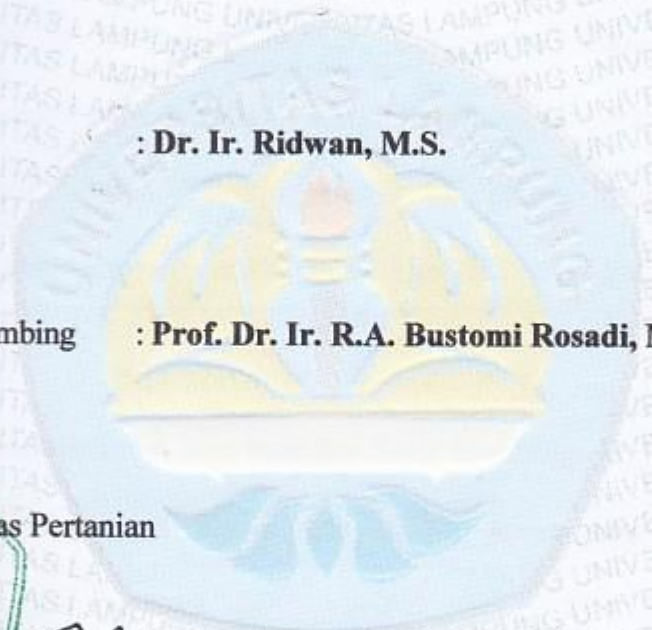 : Dr. Ir. Ridwan, M.S.
mbing : Prof. Dr. Ir. R.A. Bustomi Rosadi, M
as Pertanian